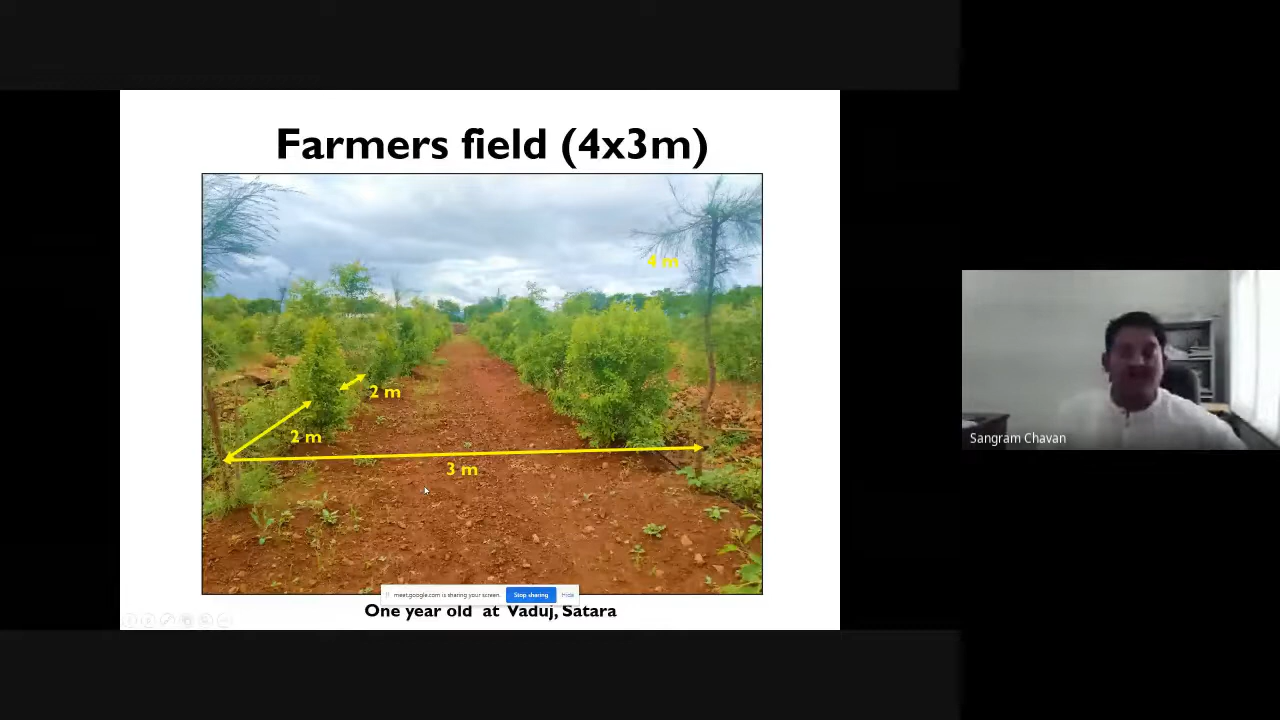 Farmers field (4x3m)
4 m
2 m
2 m
3 m
meet.google.com is sharing your screen.
Stop sharing
Hide
One year old at Vaduj, Satara
Sangram Chavan